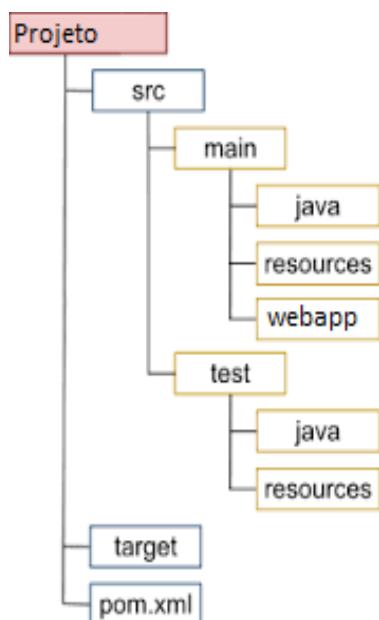 Projeto
src
main
java
resources
webapp
test
java
resources
target
pom.xml